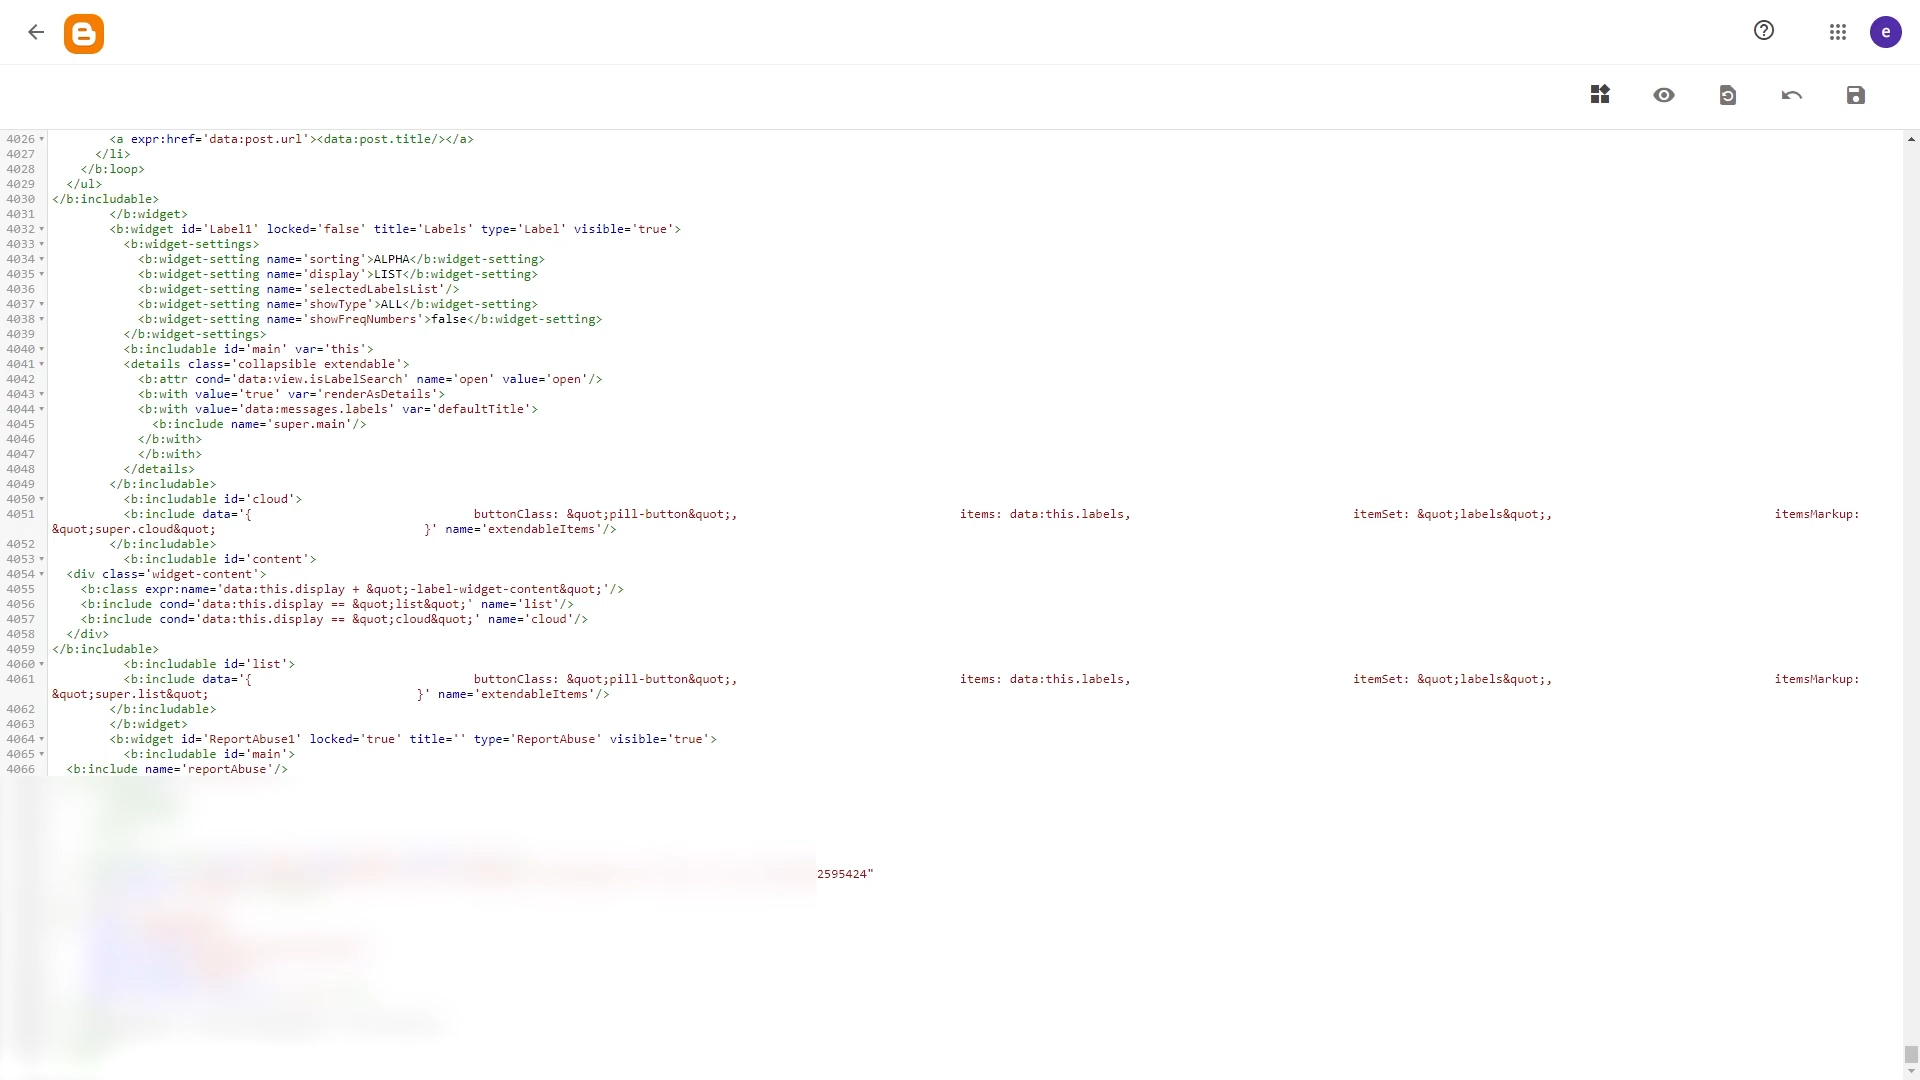 e
4026 <a expr:href='data:post.url'><data:post.title/></a>
4027 </li>
4028 </b:loop>
4029 </ul>
4030 </b:includable>
4031 </b:widget>
4032 <b:widget id='Label1' locked='false' title='Labels' type='Label' visible='true'>
4033 <b:widget-settings>
4034 <b:widget-setting name='sorting'>ALPHA</b:widget-setting>
4035 <b:widget-setting name='display'>LIST</b:widget-setting>
4036 <b:widget-setting name='selectedLabelsList'/>
4037 <b:widget-setting name='showType'>ALL</b:widget-setting>
4038 <b:widget-setting name='showFreqNumbers'>false</b:widget-setting>
4039 </b:widget-settings>
4040 <b:includable id='main' var='this'>
4041 <details class='collapsible extendable'>
4042 <b:attr cond='data:view.isLabelSearch' name='open' value='open'/>
4043 <b:with value='true' var='renderAsDetails'>
4044 <b:with value='data:messages.labels' var='defaultTitle'>
4045 <b:include name='super.main'/>
4046 </b:with>
4047 </b:with>
4048 </details>
4049 </b:includable>
4050 <b:includable id='cloud'>
4051 <b:include data='{ buttonClass: &quot;pill-button&quot;, items: data:this.labels, itemSet: &quot;labels&quot;, itemsMarkup:
&quot;super.cloud&quot; }' name='extendableItems'/>
4052 </b:includable>
4053 <b:includable id='content'>
4054 <div class='widget-content'>
4055 <b:class expr:name='data:this.display + &quot;-label-widget-content&quot;'/>
4056 <b:include cond='data:this.display == &quot;list&quot;' name='list'/>
4057 <b:include cond='data:this.display == &quot;cloud&quot;' name='cloud'/>
4058 </div>
4059 </b:includable>
4060 <b:includable id='list'>
4061 <b:include data='{ buttonClass: &quot;pill-button&quot;, items: data:this.labels, itemSet: &quot;labels&quot;, itemsMarkup:
&quot;super.list&quot; }' name='extendableItems'/>
4062 </b:includable>
4063 </b:widget>
4064 <b:widget id='ReportAbuse1' locked='true' title='' type='ReportAbuse' visible='true'>
4065 <b:includable id='main'>
4066 <b:include name='reportAbuse'/>
2595424"